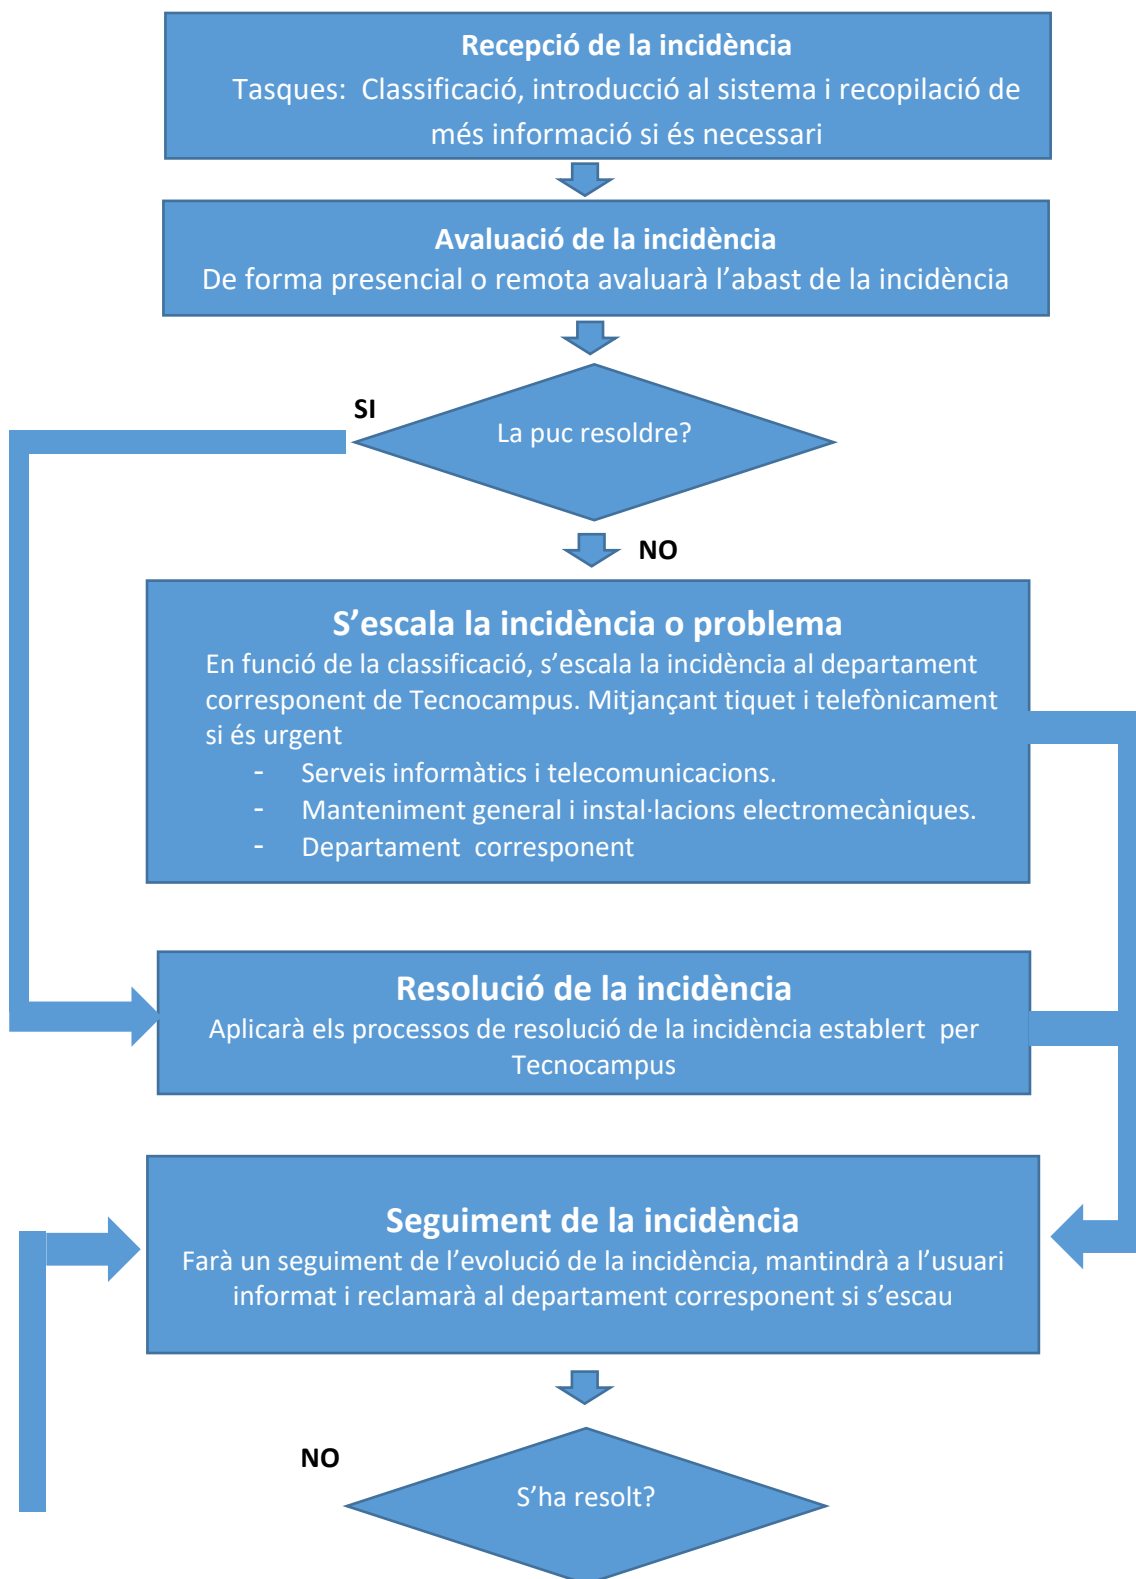 Recepció de la incidència
Tasques:  Classificació, introducció al sistema i recopilació de
més informació si és necessari
Avaluació de la incidència
De forma presencial o remota avaluarà l’abast de la incidència
SI
La puc resoldre?
NO
S’escala la incidència o problema
En funció de la classificació, s’escala la incidència al departament
corresponent de Tecnocampus. Mitjançant tiquet i telefònicament
si és urgent
- Serveis informàtics i telecomunicacions.
- Manteniment general i instal·lacions electromecàniques.
- Departament  corresponent
Resolució de la incidència
Aplicarà els processos de resolució de la incidència establert  per
Tecnocampus
Seguiment de la incidència
Farà un seguiment de l’evolució de la incidència, mantindrà a l’usuari
informat i reclamarà al departament corresponent si s’escau
NO
S’ha resolt?